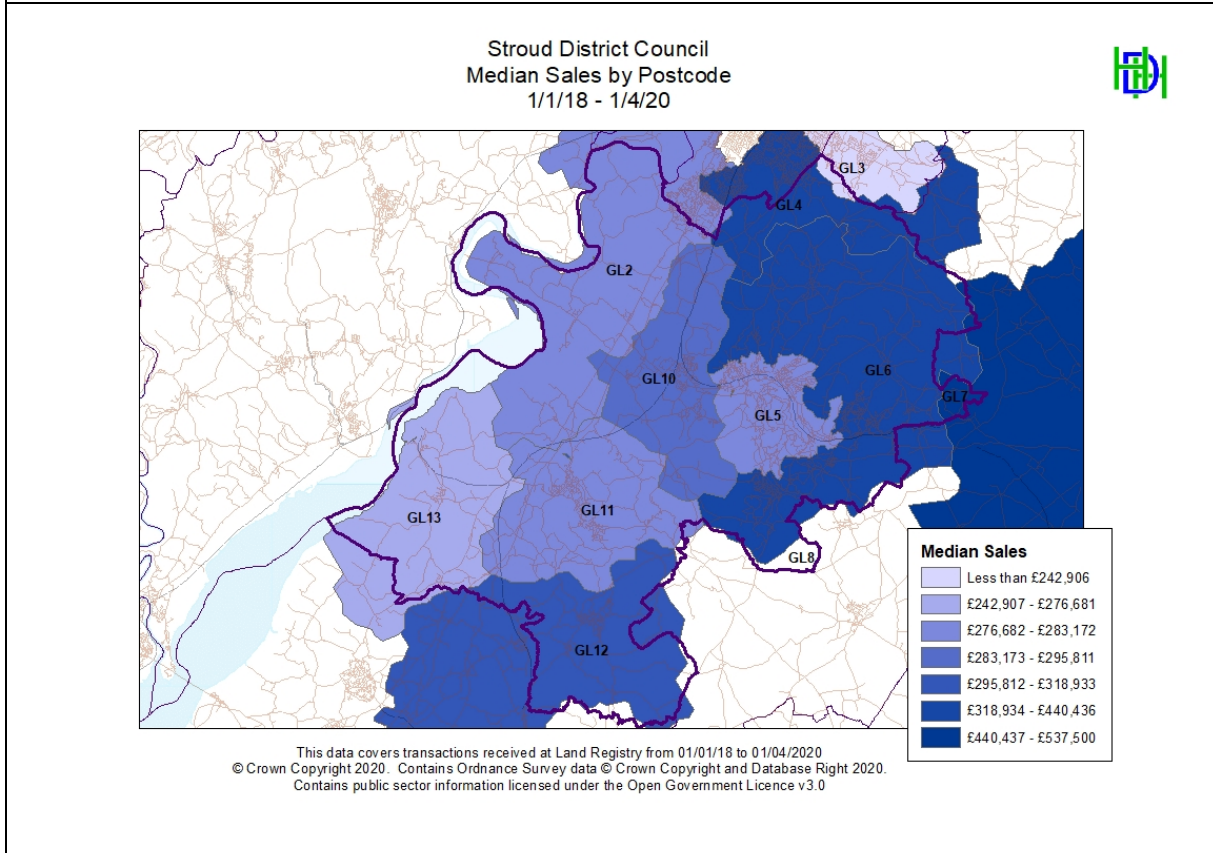 Stroud District Council
Median Sales by Postcode
1/1/18 - 1/4/20
HDH
GL3
GL4
GL2
GL10
GL6
GL7
GL5
GL13
GL11
GL8
GL12
Median Sales
Less than £242,906
£242,907 - £276,681
£276,682 - £283,172
£283,173 - £295,811
£295,812 - £318,933
£318,934 - £440,436
£440,437 - £537,500
This data covers transactions received at Land Registry from 01/01/18 to 01/04/2020
© Crown Copyright 2020. Contains Ordnance Survey data © Crown Copyright and Database Right 2020.
Contains public sector information licensed under the Open Government Licence v3.0